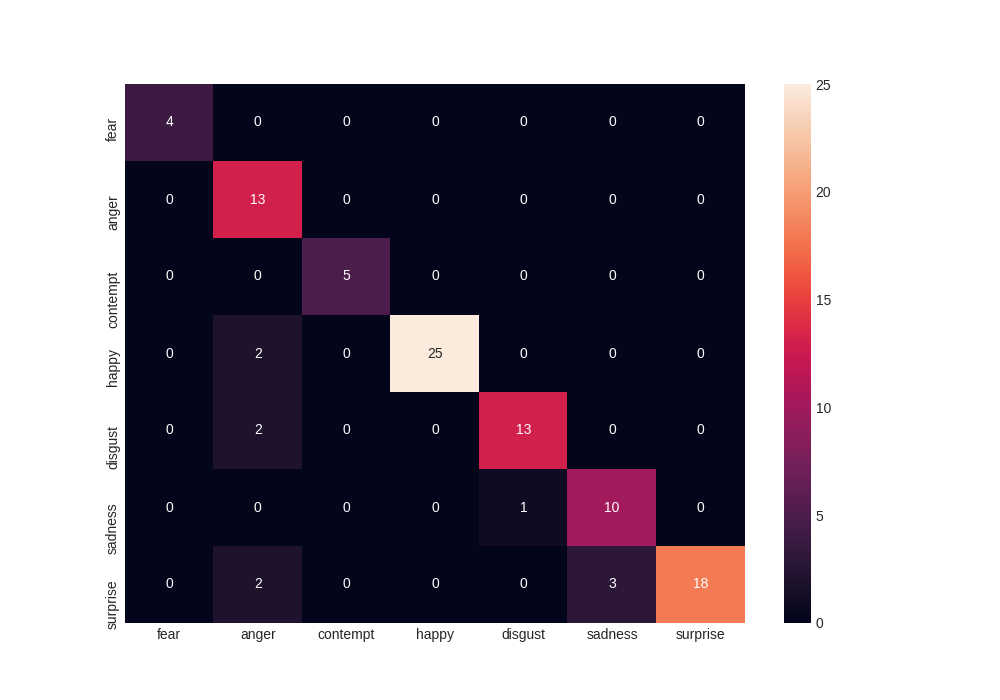 fear 4 0 0 0 0 0 0
anger 0 13 0 0 0 0 0
contempt 0 0 5 0 0 0 0
happy 0 2 0 25 0 0 0
disgust 0 2 0 0 13 0 0
sadness 0 0 0 0 1 10 0
surprise 0 2 0 0 0 3 18
fear anger contempt happy disgust sadness surprise
25
20
15
10
5
0